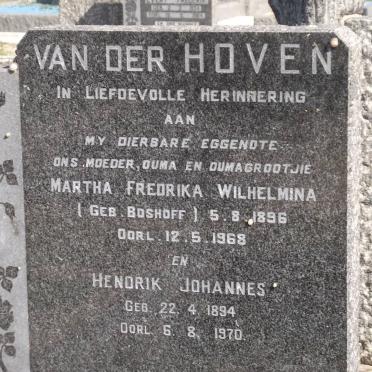 VAN DER HOVEN
IN LIEFDEVOLLE HERINNERING
AAN
MY DIERBARE EGGENOTE
ONS MOEDER, OUMA EN OUMAGROOTJIE
MARTHA FREDRIKA WILHELMINA
(GEB. BOSHOFF) 5.8.1896
OORL. 12.5.1968
EN
HENDRIK JOHANNES
GEB. 22.4.1894
OORL. 6.8.1970.